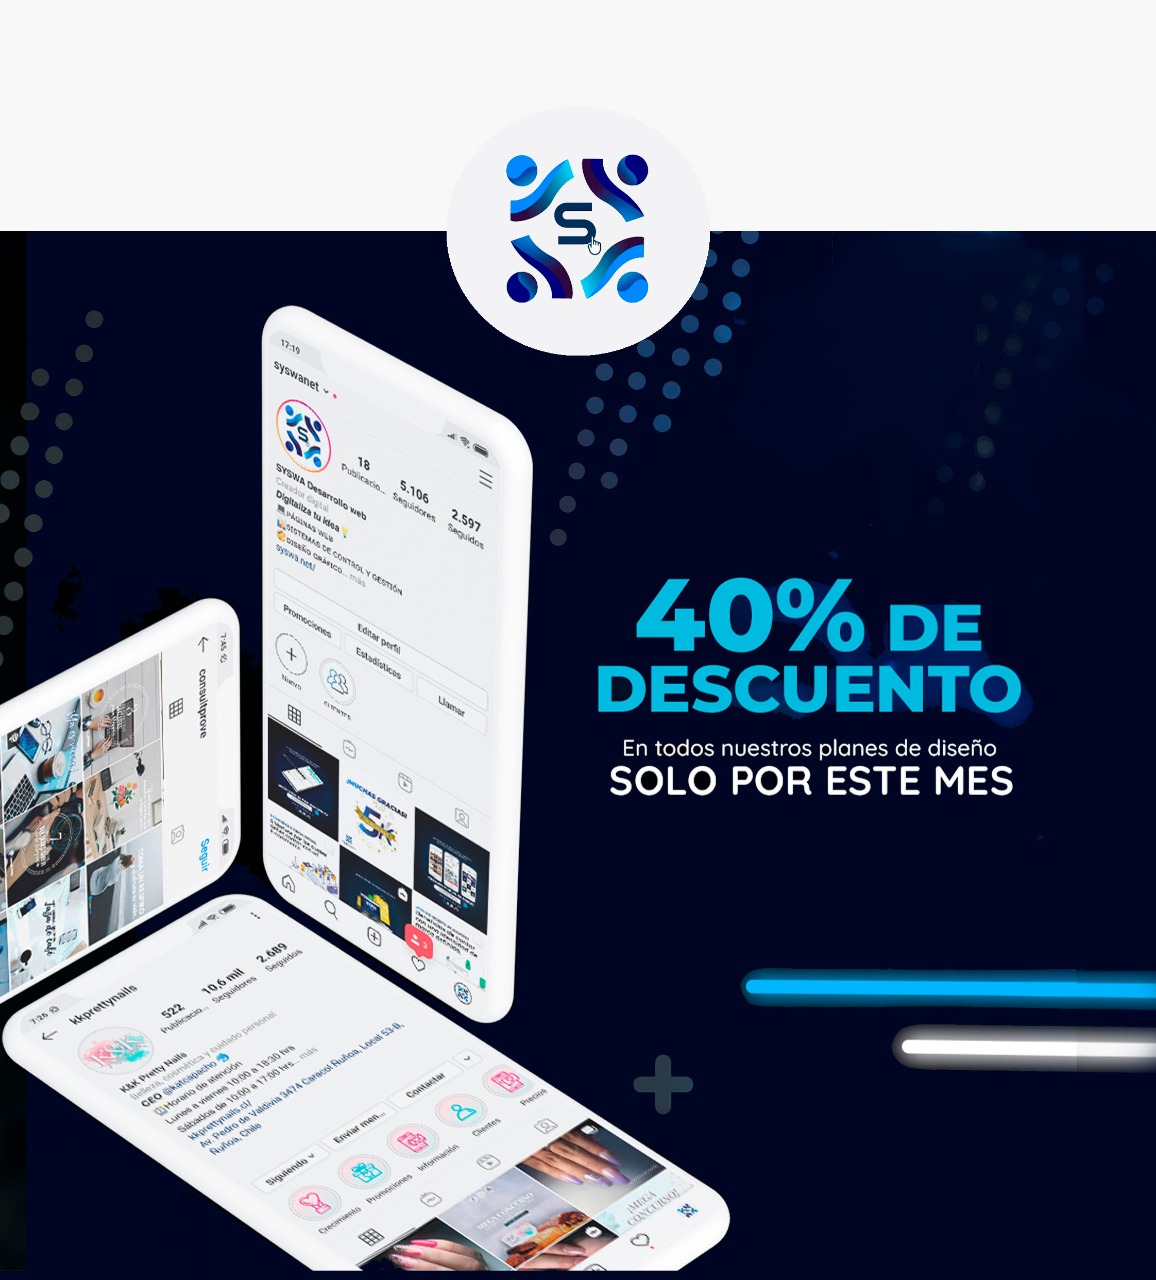 S
17:19
syswanet
18
Publicacio...
5.106
Seguidores
2.597
Seguidos
SYSWA Desarrollo web
Creador digital
Digitaliza tu idea
PÁGINAS WEB
SISTEMAS DE CONTROL Y GESTIÓN
DISEÑO GRÁFICO... más
syswa.net/
Editar perfil
Promociones
Estadísticas
Llamar
Nuevo
CLIENTES
¡MUCHAS GRACIAS!
5K
3
40% DE
DESCUENTO
En todos nuestros planes de diseño
SOLO POR ESTE MES
7:45
consultprove
Seguir
7:26
kkprettynails
522
Publicacio...
10,6 mil
Seguidores
2.689
Seguidos
K&K
K&K Pretty Nails
Belleza, cosmética y cuidado personal
CEO @katcapacho
Horario de atención
Lunes a viernes 10:00 a 18:30 hrs
Sábados de 10:00 a 17:00 hrs... más
kkprettynails.cl/
Av. Pedro de Valdivia 3474 Caracol Ñuñoa, Local 53-B,
Ñuñoa, Chile
Siguiendo
Enviar men...
Contactar
Crecimiento
Promociones
Información
Clientes
Precios
MEGA CONCURSO
¡MEGA
CONCURSO!